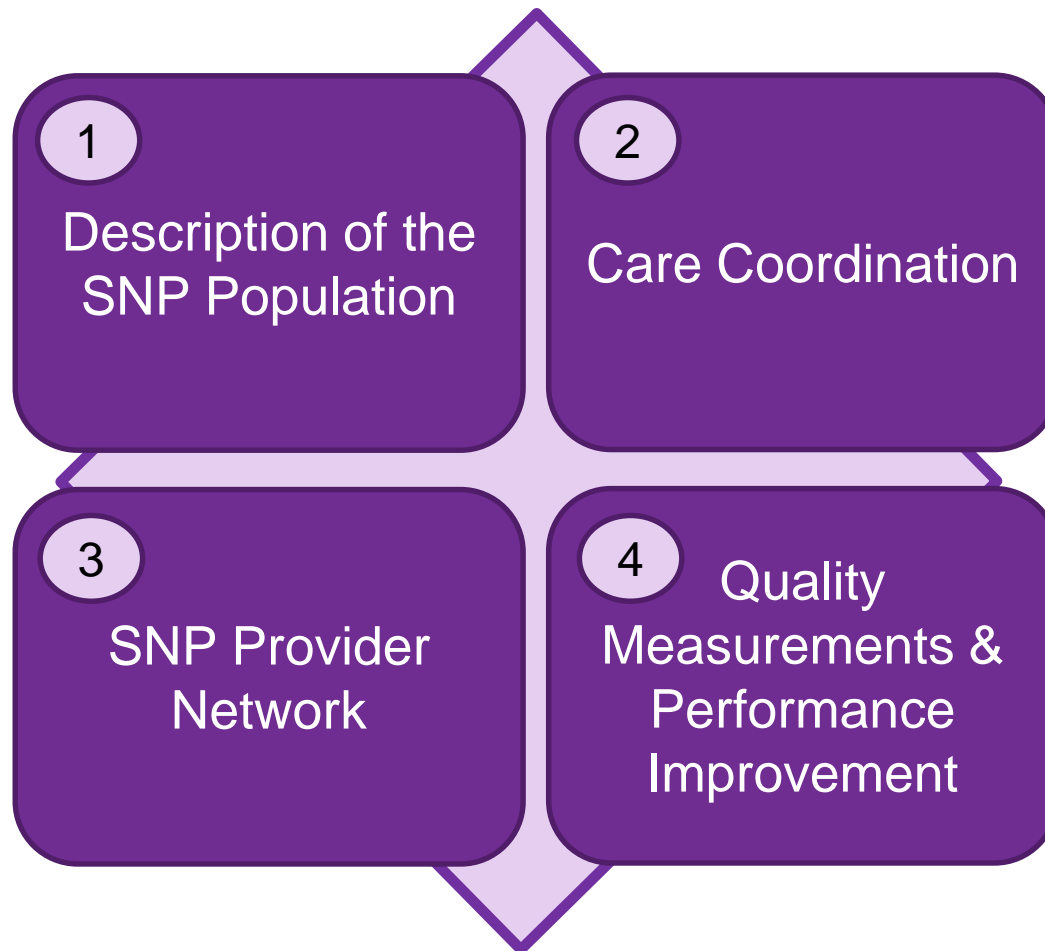 1
Description of the
SNP Population
2
Care Coordination
3
SNP Provider
Network
4
Quality
Measurements &
Performance
Improvement